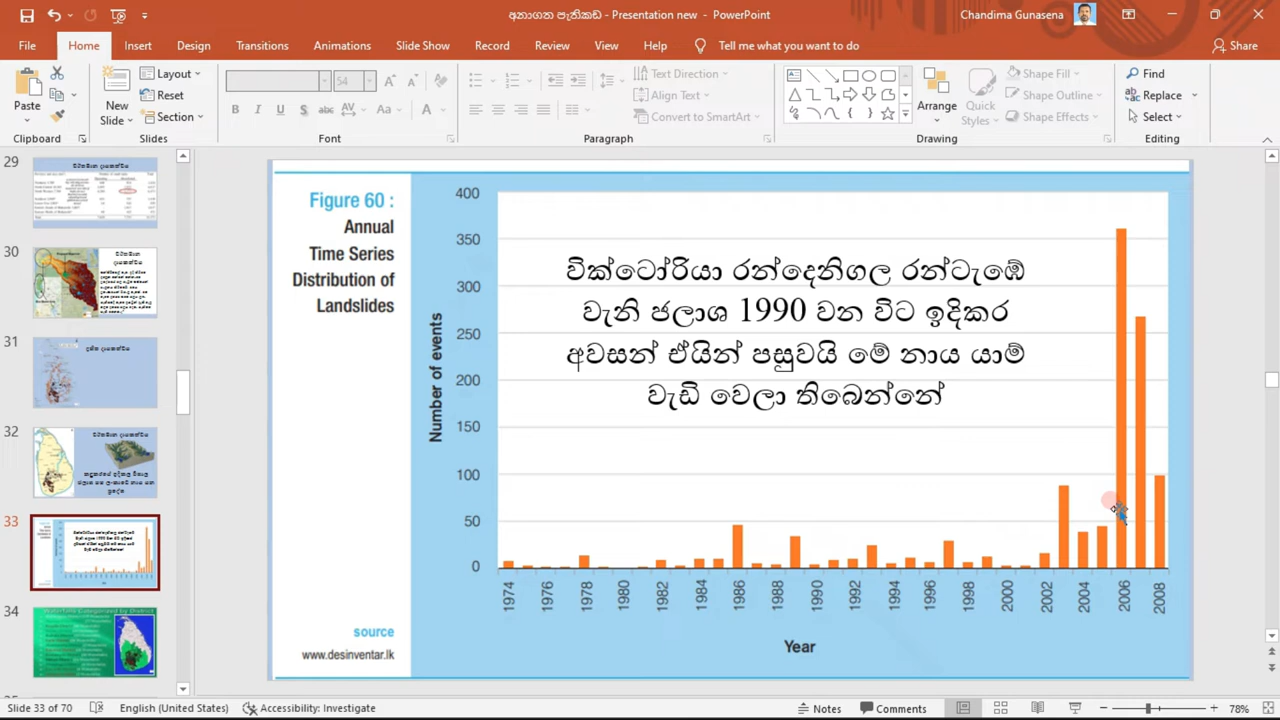 අනාගත පැතිකඩ - Presentation new - PowerPoint
Chandima Gunasena
File Home Insert Design Transitions Animations Slide Show Record Review View Help Tell me what you want to do Share
Paste
New Slide
Layout
Reset
Section
54
B I U S abc AV Aa A
Text Direction
Align Text
Convert to SmartArt
Arrange
Quick Styles
Shape Fill
Shape Outline
Shape Effects
Find
Replace
Select
Clipboard Slides Font Paragraph Drawing Editing
29
30
31
32
33
34
Figure 60 :
Annual
Time Series
Distribution of
Landslides
වික්ටෝරියා රන්දෙනිගල රන්ටැඹේ
වැනි ජලාශ 1990 වන විට ඉදිකර
අවසන් ඒයින් පසුවයි මේ නාය යාම්
වැඩි වෙලා තිබෙන්නේ
Number of events
400
350
300
250
200
150
100
50
0
1974 1976 1978 1980 1982 1984 1986 1988 1990 1992 1994 1996 1998 2000 2002 2004 2006 2008
Year
source
www.desinventar.lk
Slide 33 of 70 English (United States) Accessibility: Investigate Notes Comments 78%